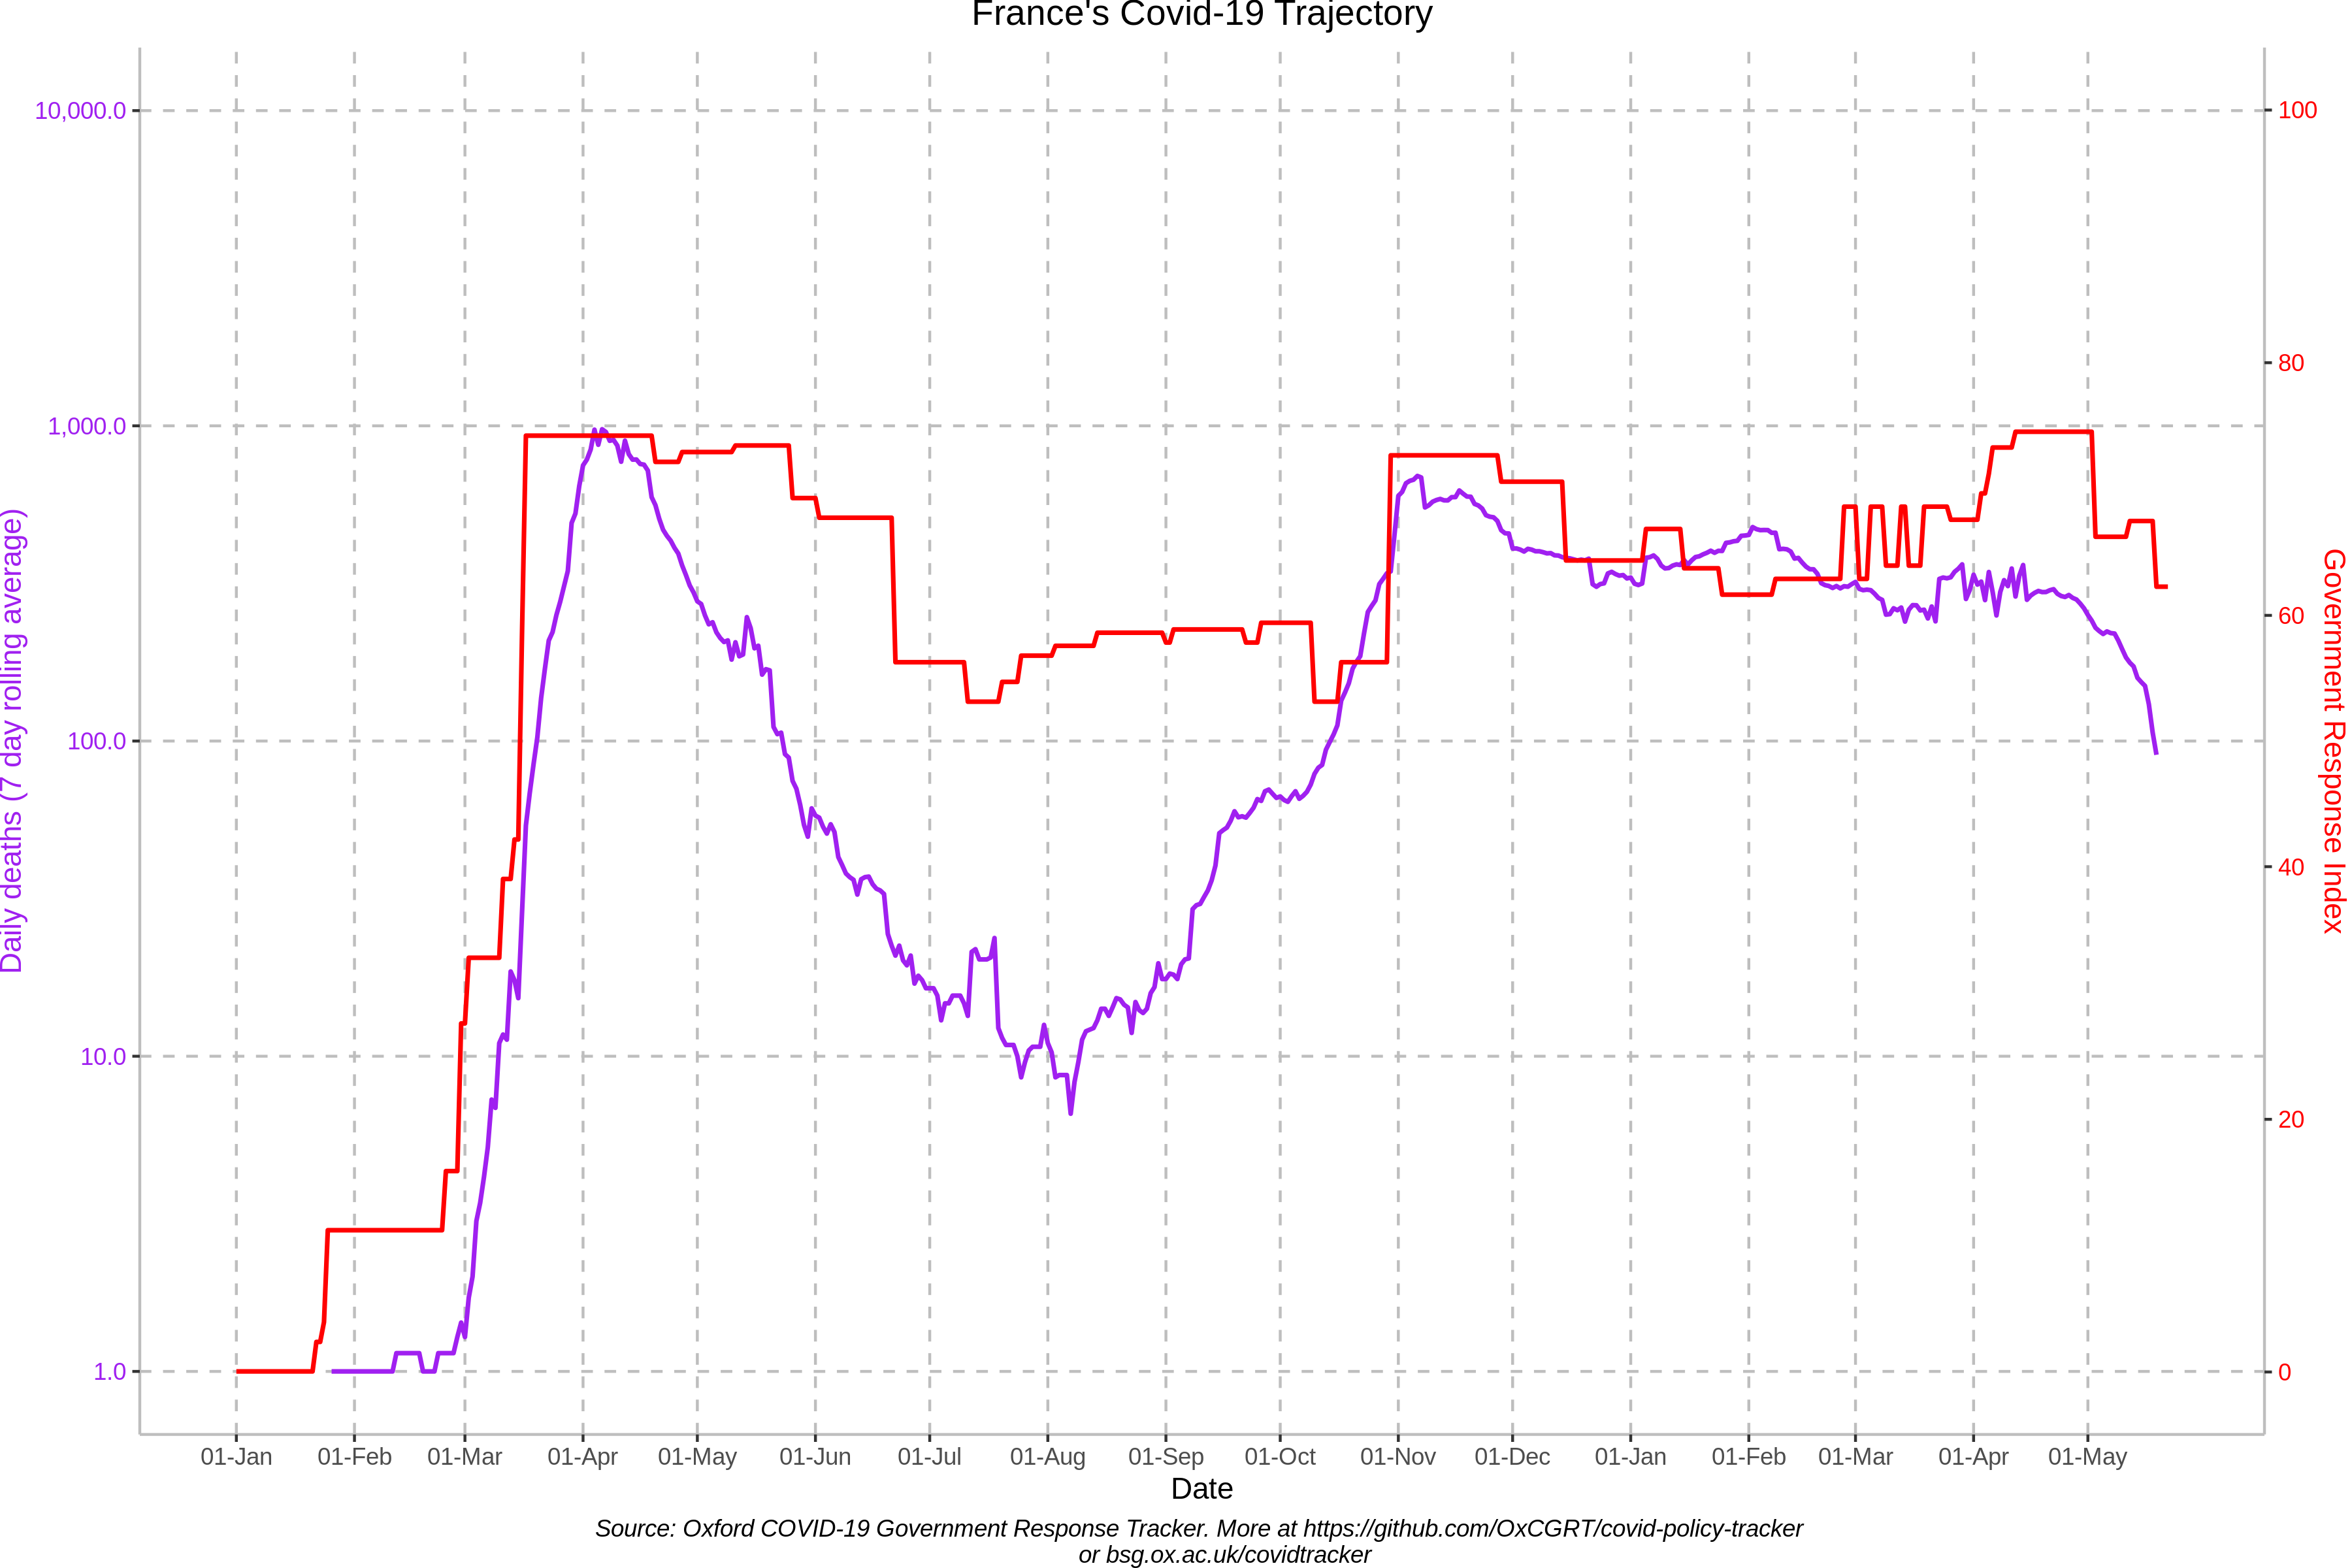 France's Covid-19 Trajectory
10,000.0
1,000.0
100.0
10.0
1.0
Daily deaths (7 day rolling average)
100
80
60
40
20
0
Government Response Index
01-Jan 01-Feb 01-Mar 01-Apr 01-May 01-Jun 01-Jul 01-Aug 01-Sep 01-Oct 01-Nov 01-Dec 01-Jan 01-Feb 01-Mar 01-Apr 01-May
Date
Source: Oxford COVID-19 Government Response Tracker. More at https://github.com/OxCGRT/covid-policy-tracker
or bsg.ox.ac.uk/covidtracker